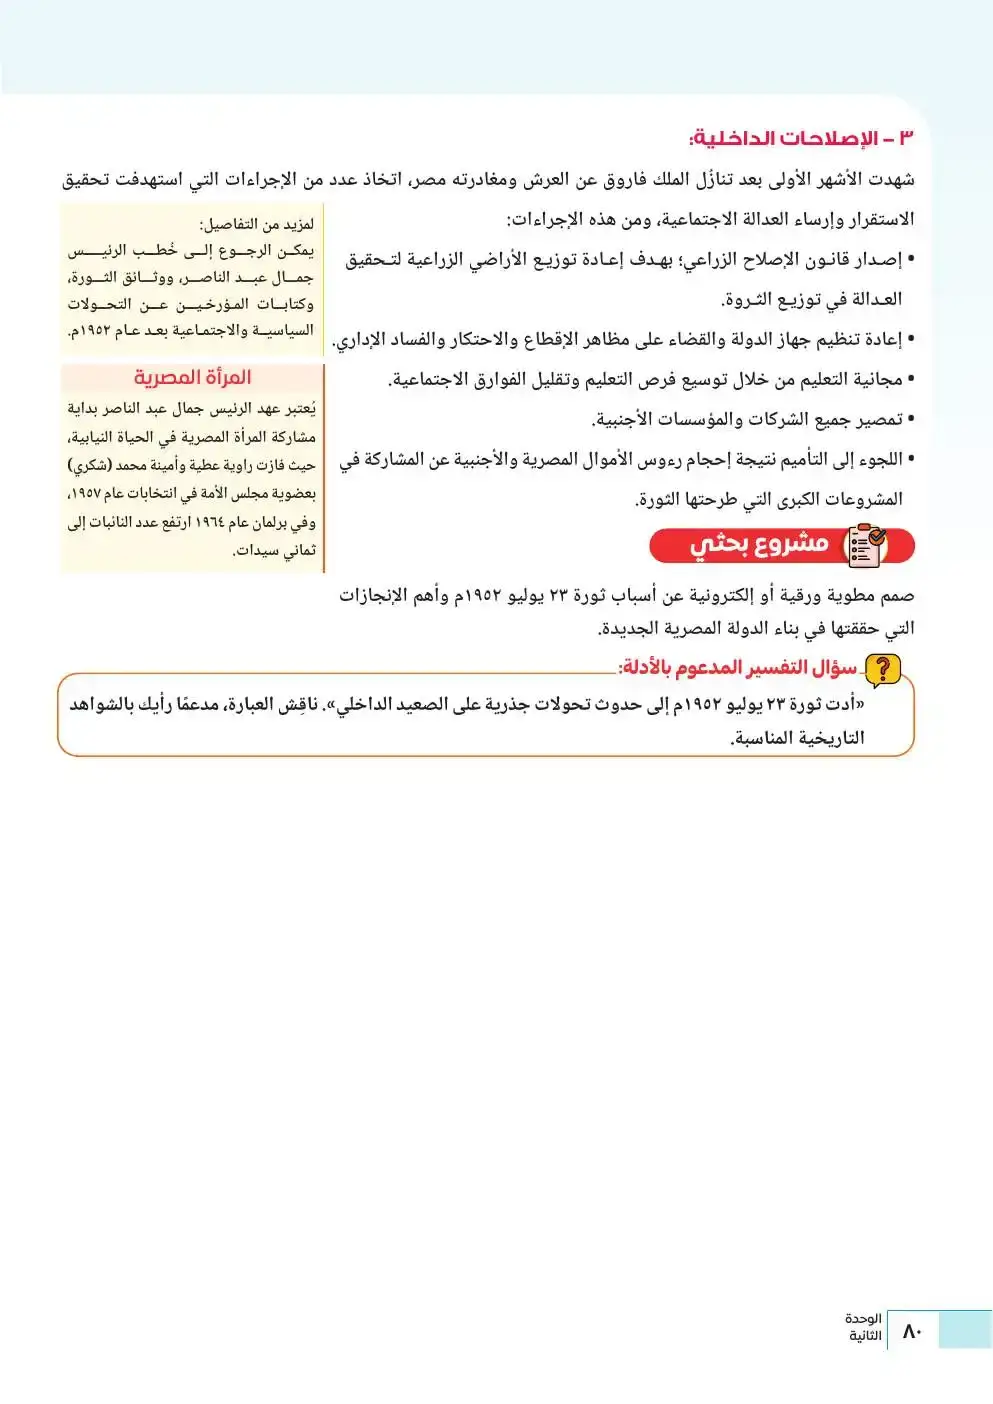 ٣ - الإصلاحات الداخلية:
شهدت الأشهر الأولى بعد تنازُل الملك فاروق عن العرش ومغادرته مصر، اتخاذ عدد من الإجراءات التي استهدفت تحقيق
الاستقرار وإرساء العدالة الاجتماعية، ومن هذه الإجراءات:
• إصدار قانون الإصلاح الزراعي؛ بهدف إعادة توزيع الأراضي الزراعية لتحقيق
العدالة في توزيع الثروة.
• إعادة تنظيم جهاز الدولة والقضاء على مظاهر الإقطاع والاحتكار والفساد الإداري.
• مجانية التعليم من خلال توسيع فرص التعليم وتقليل الفوارق الاجتماعية.
• تمصير جميع الشركات والمؤسسات الأجنبية.
• اللجوء إلى التأميم نتيجة إحجام رءوس الأموال المصرية والأجنبية عن المشاركة في
المشروعات الكبرى التي طرحتها الثورة.
لمزيد من التفاصيل:
يمكن الرجوع إلى خُطب الرئيس
جمال عبد الناصر، ووثائق الثورة،
وكتابات المؤرخين عن التحولات
السياسية والاجتماعية بعد عام ١٩٥٢م.
المرأة المصرية
يُعتبر عهد الرئيس جمال عبد الناصر بداية
مشاركة المرأة المصرية في الحياة النيابية،
حيث فازت راوية عطية وأمينة محمد (شكري)
بعضوية مجلس الأمة في انتخابات عام ١٩٥٧،
وفي برلمان عام ١٩٦٤ ارتفع عدد النائبات إلى
ثماني سيدات.
مشروع بحثي
صمم مطوية ورقية أو إلكترونية عن أسباب ثورة ٢٣ يوليو ١٩٥٢م وأهم الإنجازات
التي حققتها في بناء الدولة المصرية الجديدة.
سؤال التفسير المدعوم بالأدلة:
«أدت ثورة ٢٣ يوليو ١٩٥٢م إلى حدوث تحولات جذرية على الصعيد الداخلي». ناقِش العبارة، مدعمًا رأيك بالشواهد
التاريخية المناسبة.
الوحدة
الثانية
٨٠